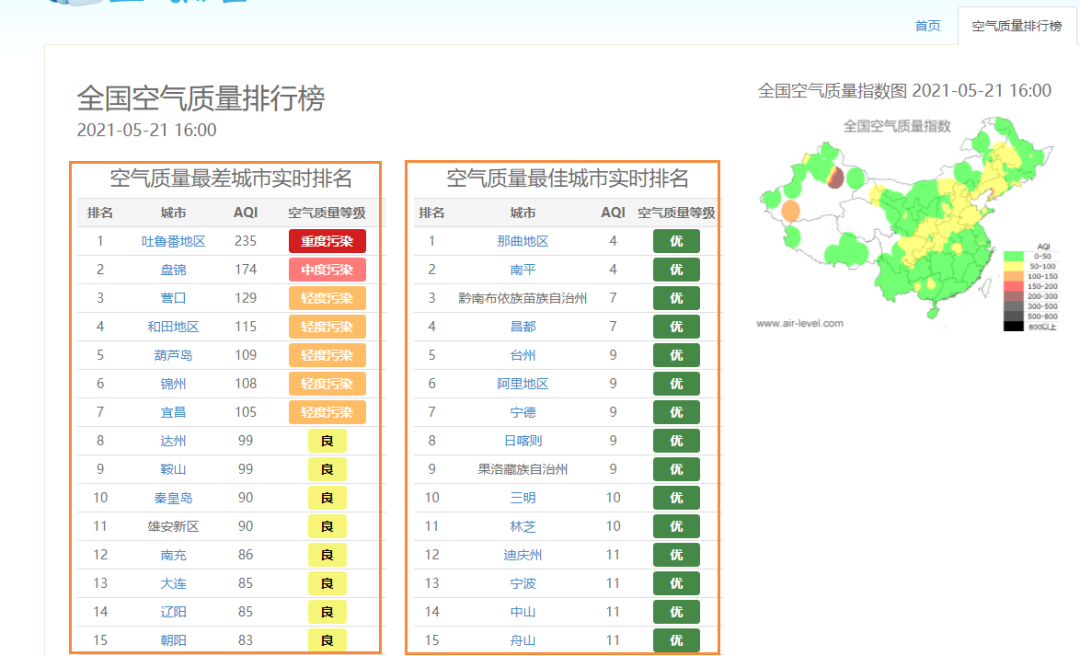 首页
空气质量排行榜
全国空气质量排行榜
2021-05-21 16:00
空气质量最差城市实时排名
排名 城市 AQI 空气质量等级
1 吐鲁番地区 235 重度污染
2 盘锦 174 中度污染
3 营口 129 轻度污染
4 和田地区 115 轻度污染
5 葫芦岛 109 轻度污染
6 锦州 108 轻度污染
7 宜昌 105 轻度污染
8 达州 99 良
9 鞍山 99 良
10 秦皇岛 90 良
11 雄安新区 90 良
12 南充 86 良
13 大连 85 良
14 辽阳 85 良
15 朝阳 83 良
空气质量最佳城市实时排名
排名 城市 AQI 空气质量等级
1 那曲地区 4 优
2 南平 4 优
3 黔南布依族苗族自治州 7 优
4 昌都 7 优
5 台州 9 优
6 阿里地区 9 优
7 宁德 9 优
8 日喀则 9 优
9 果洛藏族自治州 9 优
10 三明 10 优
11 林芝 10 优
12 迪庆州 11 优
13 宁波 11 优
14 中山 11 优
15 舟山 11 优
全国空气质量指数图 2021-05-21 16:00
全国空气质量指数
AQI
0-50
50-100
100-150
150-200
200-300
300-500
500-800
800以上
www.air-level.com